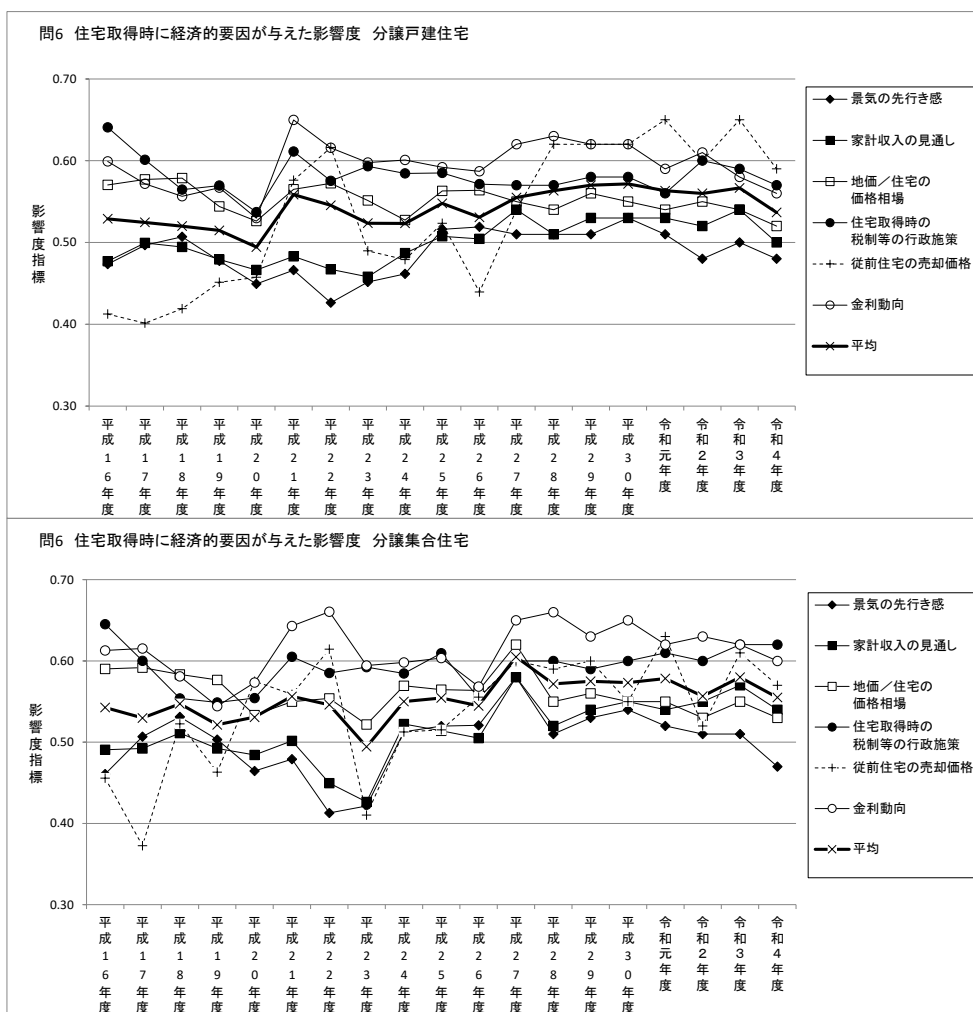 問6 住宅取得時に経済的要因が与えた影響度 分譲戸建住宅
0.70
0.60
0.50
0.40
0.30
影響度指標
平成16年度
平成17年度
平成18年度
平成19年度
平成20年度
平成21年度
平成22年度
平成23年度
平成24年度
平成25年度
平成26年度
平成27年度
平成28年度
平成29年度
平成30年度
令和元年度
令和2年度
令和3年度
令和4年度
景気の先行き感
家計収入の見通し
地価/住宅の
価格相場
住宅取得時の
税制等の行政施策
従前住宅の売却価格
金利動向
平均
問6 住宅取得時に経済的要因が与えた影響度 分譲集合住宅
0.70
0.60
0.50
0.40
0.30
影響度指標
平成16年度
平成17年度
平成18年度
平成19年度
平成20年度
平成21年度
平成22年度
平成23年度
平成24年度
平成25年度
平成26年度
平成27年度
平成28年度
平成29年度
平成30年度
令和元年度
令和2年度
令和3年度
令和4年度
景気の先行き感
家計収入の見通し
地価/住宅の
価格相場
住宅取得時の
税制等の行政施策
従前住宅の売却価格
金利動向
平均